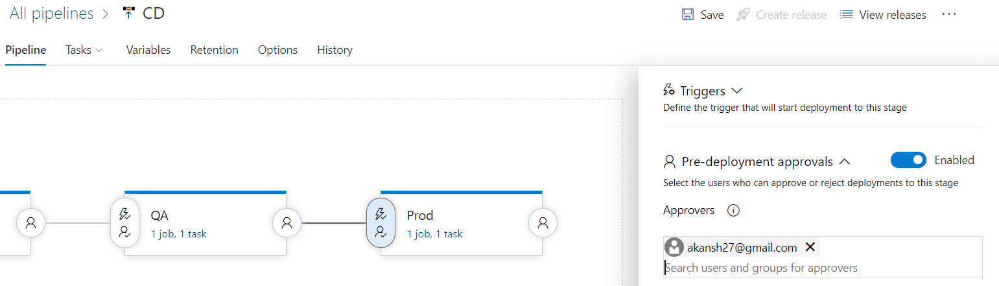 All pipelines > CD
Save Create release View releases ...
Pipeline Tasks Variables Retention Options History
Triggers
Define the trigger that will start deployment to this stage
Pre-deployment approvals Enabled
Select the users who can approve or reject deployments to this stage
Approvers i
QA
1 job, 1 task
Prod
1 job, 1 task
akansh27@gmail.com
Search users and groups for approvers